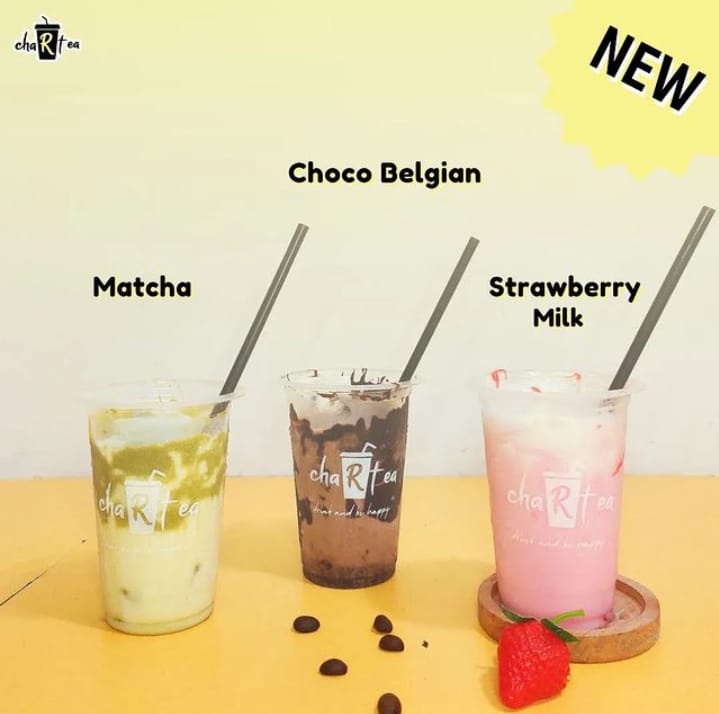 chaRtea
NEW
Choco Belgian
Matcha
Strawberry
Milk
chaRtea
chaRtea
drink and be happy
chaRtea
drink and be happy